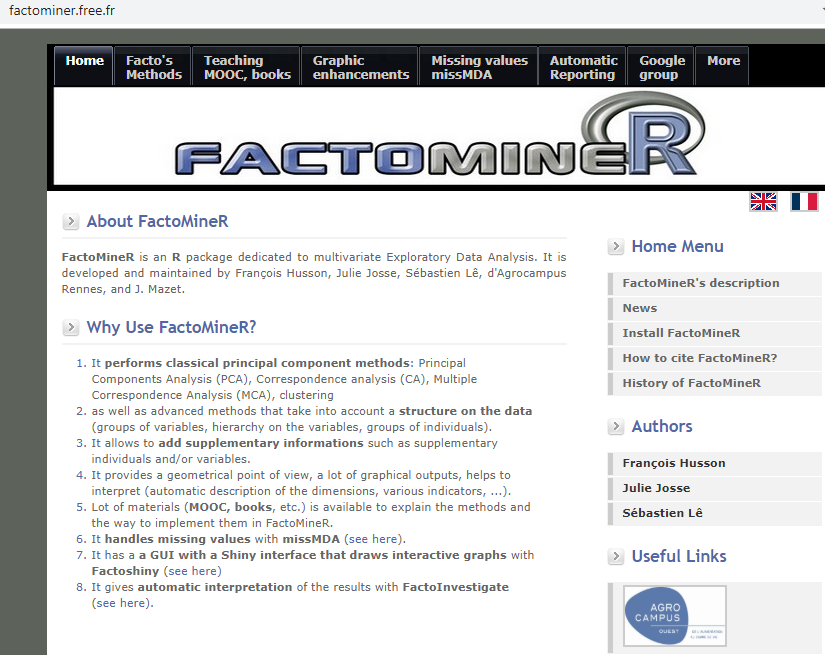 factominer.free.fr
Home
Facto's
Methods
Teaching
MOOC, books
Graphic
enhancements
Missing values
missMDA
Automatic
Reporting
Google
group
More
FACTOMINER
About FactoMineR
FactoMineR is an R package dedicated to multivariate Exploratory Data Analysis. It is
developed and maintained by François Husson, Julie Josse, Sébastien Lê, d'Agrocampus
Rennes, and J. Mazet.
Why Use FactoMineR?
1. It performs classical principal component methods: Principal
Components Analysis (PCA), Correspondence analysis (CA), Multiple
Correspondence Analysis (MCA), clustering
2. as well as advanced methods that take into account a structure on the data
(groups of variables, hierarchy on the variables, groups of individuals).
3. It allows to add supplementary informations such as supplementary
individuals and/or variables.
4. It provides a geometrical point of view, a lot of graphical outputs, helps to
interpret (automatic description of the dimensions, various indicators, ...).
5. Lot of materials (MOOC, books, etc.) is available to explain the methods and
the way to implement them in FactoMineR.
6. It handles missing values with missMDA (see here).
7. It has a a GUI with a Shiny interface that draws interactive graphs with
Factoshiny (see here)
8. It gives automatic interpretation of the results with FactoInvestigate
(see here).
Home Menu
FactoMineR's description
News
Install FactoMineR
How to cite FactoMineR?
History of FactoMineR
Authors
François Husson
Julie Josse
Sébastien Lê
Useful Links
AGRO
CAMPUS
OUEST